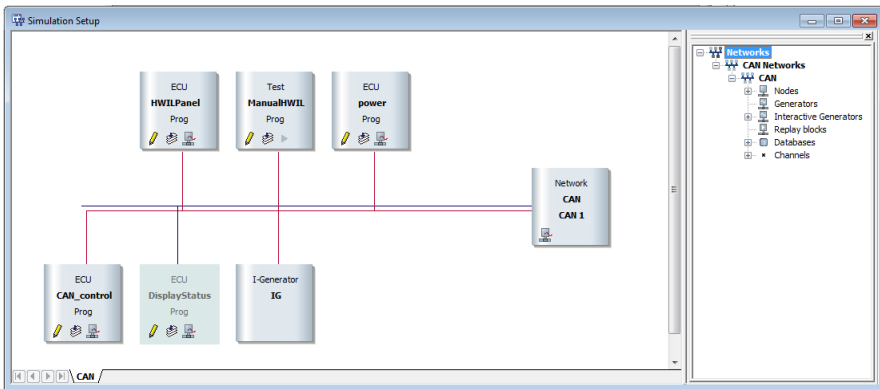 Simulation Setup
ECU
HWILPanel
Prog
Test
ManualHWIL
Prog
ECU
power
Prog
Network
CAN
CAN 1
ECU
CAN_control
Prog
ECU
DisplayStatus
Prog
I-Generator
IG
CAN
Networks
CAN Networks
CAN
Nodes
Generators
Interactive Generators
Replay blocks
Databases
Channels